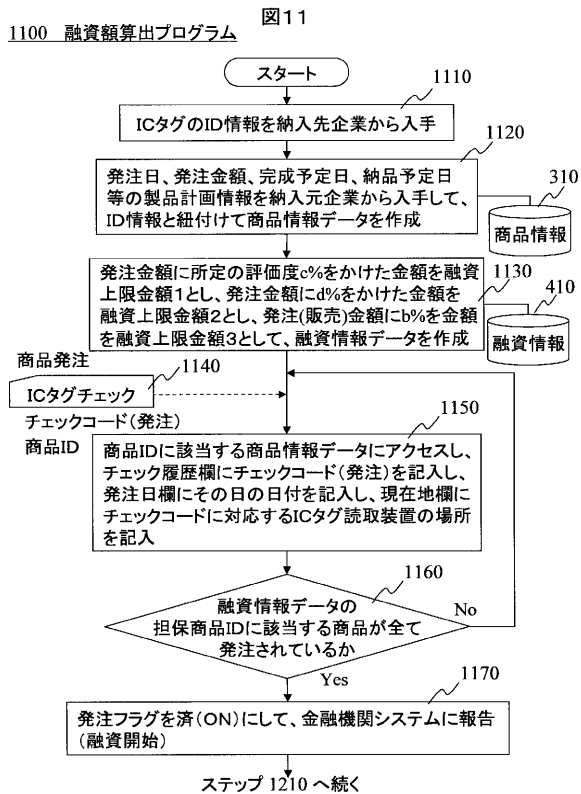 図11
1100 融資額算出プログラム
スタート
1110
ICタグのID情報を納入先企業から入手
1120
発注日、発注金額、完成予定日、納品予定日
等の製品計画情報を納入元企業から入手して、
ID情報と紐付けて商品情報データを作成
310
商品情報
発注金額に所定の評価度c%をかけた金額を融資
上限金額1とし、発注金額にd%をかけた金額を
融資上限金額2とし、発注(販売)金額にb%を金額
を融資上限金額3として、融資情報データを作成
1130
410
融資情報
商品発注
1140
ICタグチェック
チェックコード(発注)
商品ID
1150
商品IDに該当する商品情報データにアクセスし、
チェック履歴欄にチェックコード(発注)を記入し、
発注日欄にその日の日付を記入し、現在地欄に
チェックコードに対応するICタグ読取装置の場所
を記入
1160
融資情報データの
担保商品IDに該当する商品が全て
発注されているか
No
Yes
1170
発注フラグを済(ON)にして、金融機関システムに報告
(融資開始)
ステップ 1210 へ続く